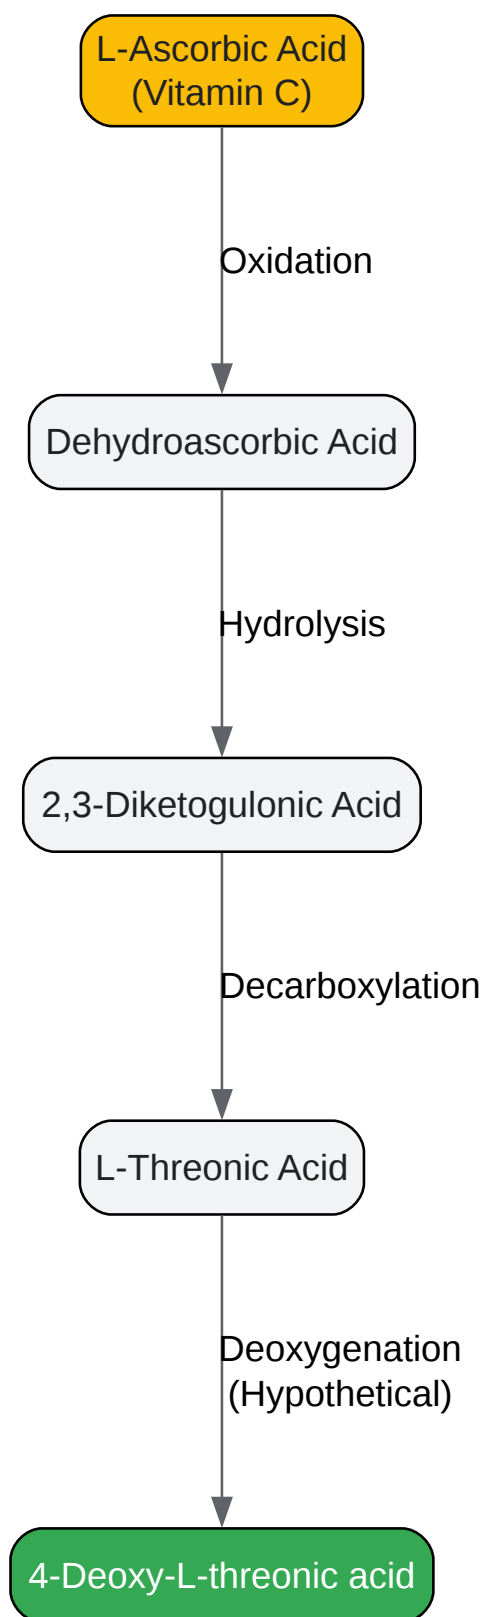 L-Ascorbic Acid
(Vitamin C)
Oxidation
Dehydroascorbic Acid
Hydrolysis
2,3-Diketogulonic Acid
Decarboxylation
L-Threonic Acid
Deoxygenation
(Hypothetical)
4-Deoxy-L-threonic acid